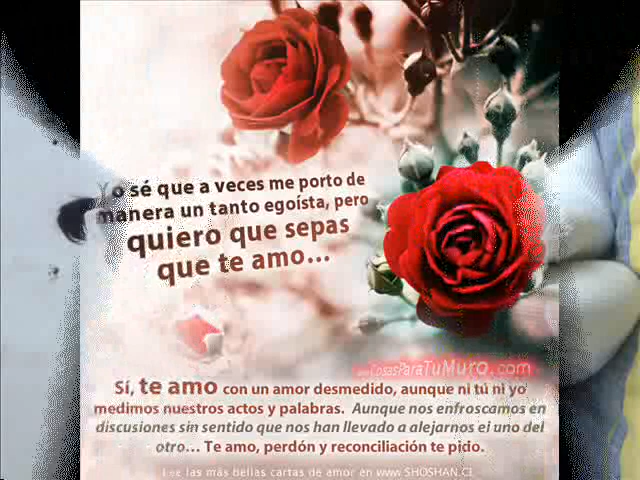 Yo sé que a veces me porto de
manera un tanto egoísta, pero
quiero que sepas
que te amo...
www.CosasParaTuMuro.com
Sí, te amo con un amor desmedido, aunque ni tú ni yo
medimos nuestros actos y palabras. Aunque nos enfroscamos en
discusiones sin sentido que nos han llevado a alejarnos el uno del
otro... Te amo, perdón y reconciliación te pido.
Lee las más bellas cartas de amor en www.SHOSHAN.CL